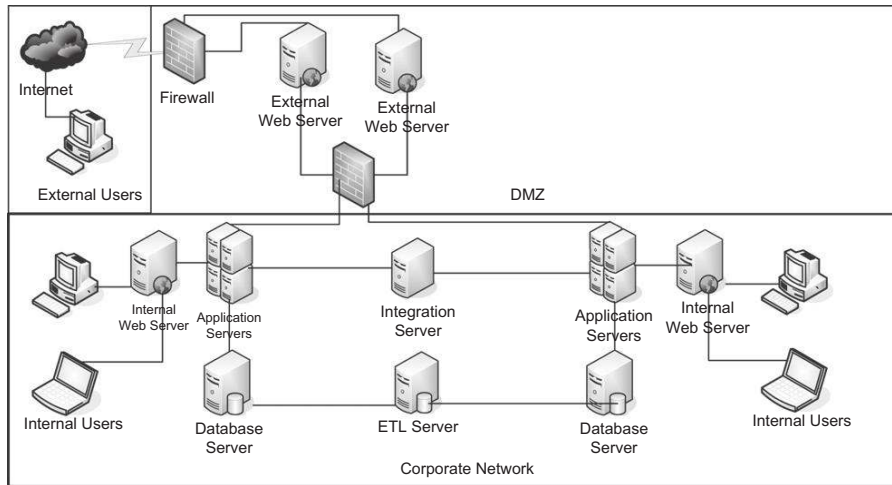 Internet
Firewall
External
Web Server
External
Web Server
External Users
DMZ
Internal
Web Server
Application
Servers
Integration
Server
Application
Servers
Internal
Web Server
Internal Users
Database
Server
ETL Server
Database
Server
Internal Users
Corporate Network